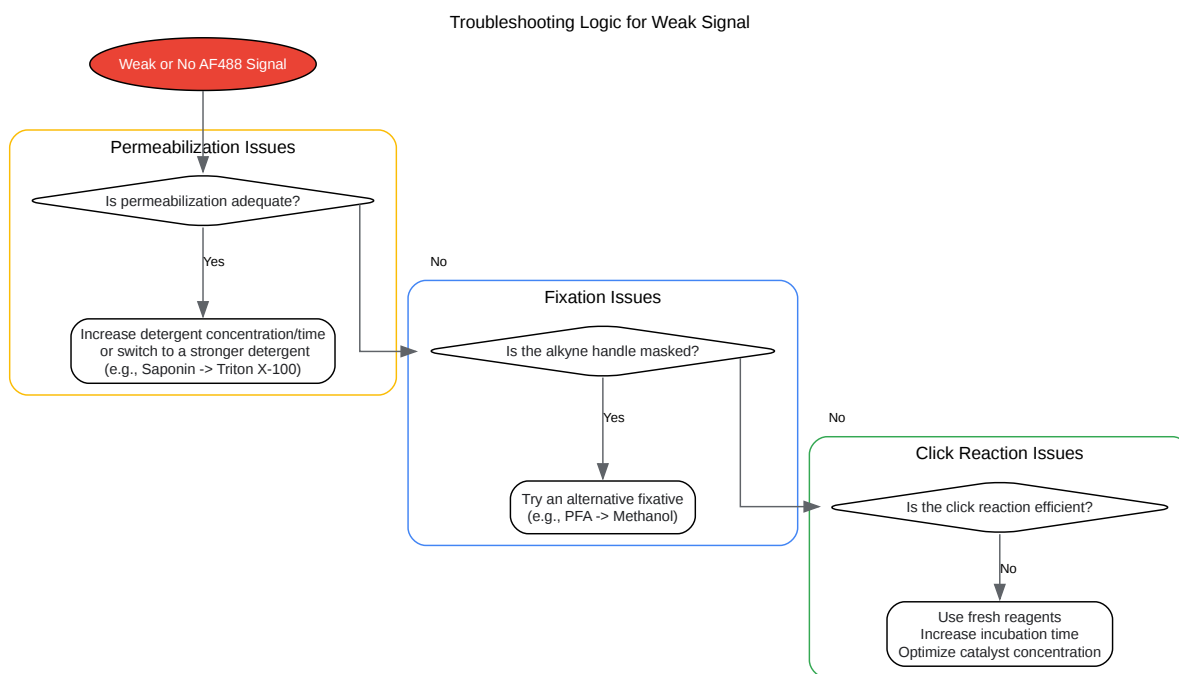 Troubleshooting Logic for Weak Signal
Weak or No AF488 Signal
Permeabilization Issues
Is permeabilization adequate?
Yes
No
Increase detergent concentration/time
or switch to a stronger detergent
(e.g., Saponin -> Triton X-100)
Fixation Issues
Is the alkyne handle masked?
Yes
No
Try an alternative fixative
(e.g., PFA -> Methanol)
Click Reaction Issues
Is the click reaction efficient?
No
Use fresh reagents
Increase incubation time
Optimize catalyst concentration